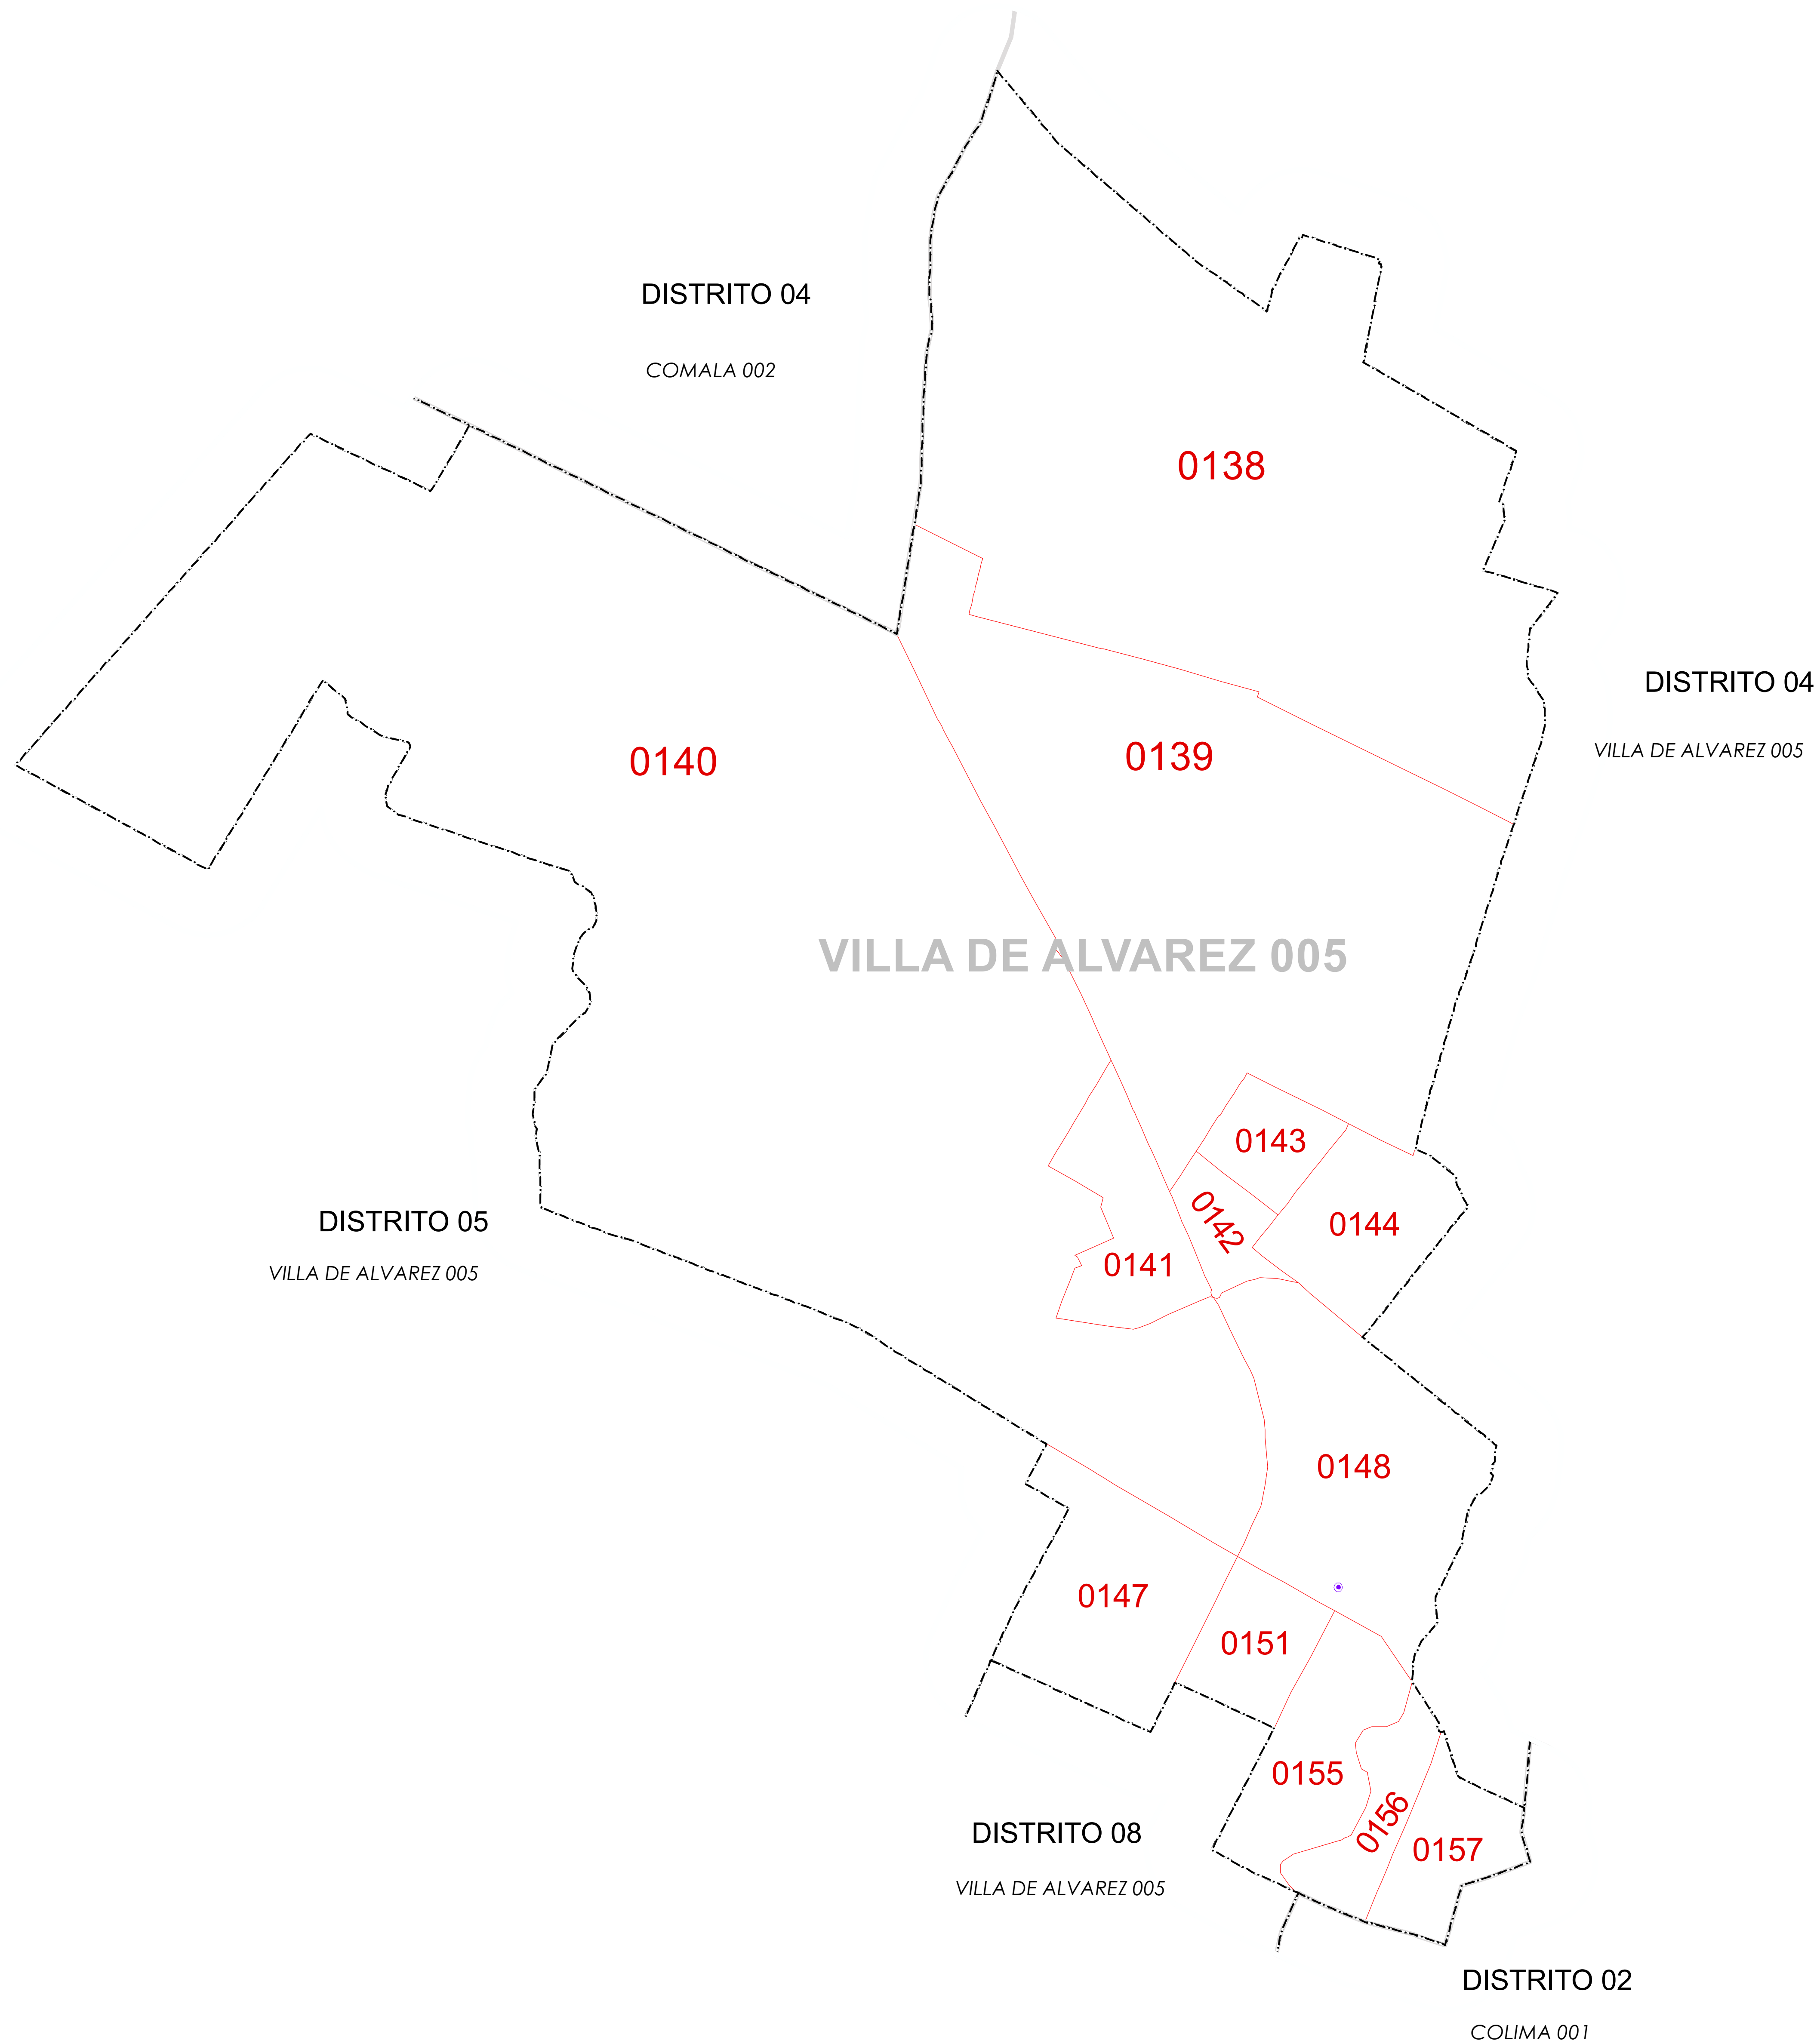 DISTRITO 04
COMALA 002
0138
DISTRITO 04
VILLA DE ALVAREZ 005
0140
0139
VILLA DE ALVAREZ 005
0143
0142
0144
DISTRITO 05
VILLA DE ALVAREZ 005
0141
0148
0147
0151
0155
0156
0157
DISTRITO 08
VILLA DE ALVAREZ 005
DISTRITO 02
COLIMA 001